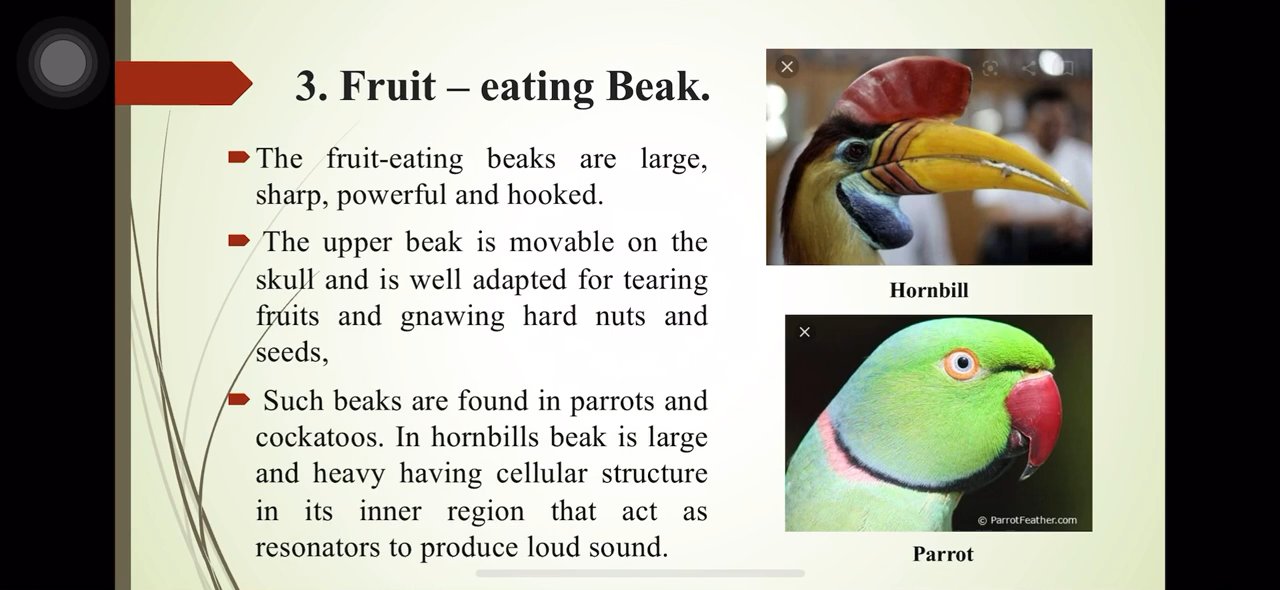 3. Fruit – eating Beak.
The fruit-eating beaks are large,
sharp, powerful and hooked.
The upper beak is movable on the
skull and is well adapted for tearing
fruits and gnawing hard nuts and
seeds,
Such beaks are found in parrots and
cockatoos. In hornbills beak is large
and heavy having cellular structure
in its inner region that act as
resonators to produce loud sound.
Hornbill
© ParrotFeather.com
Parrot